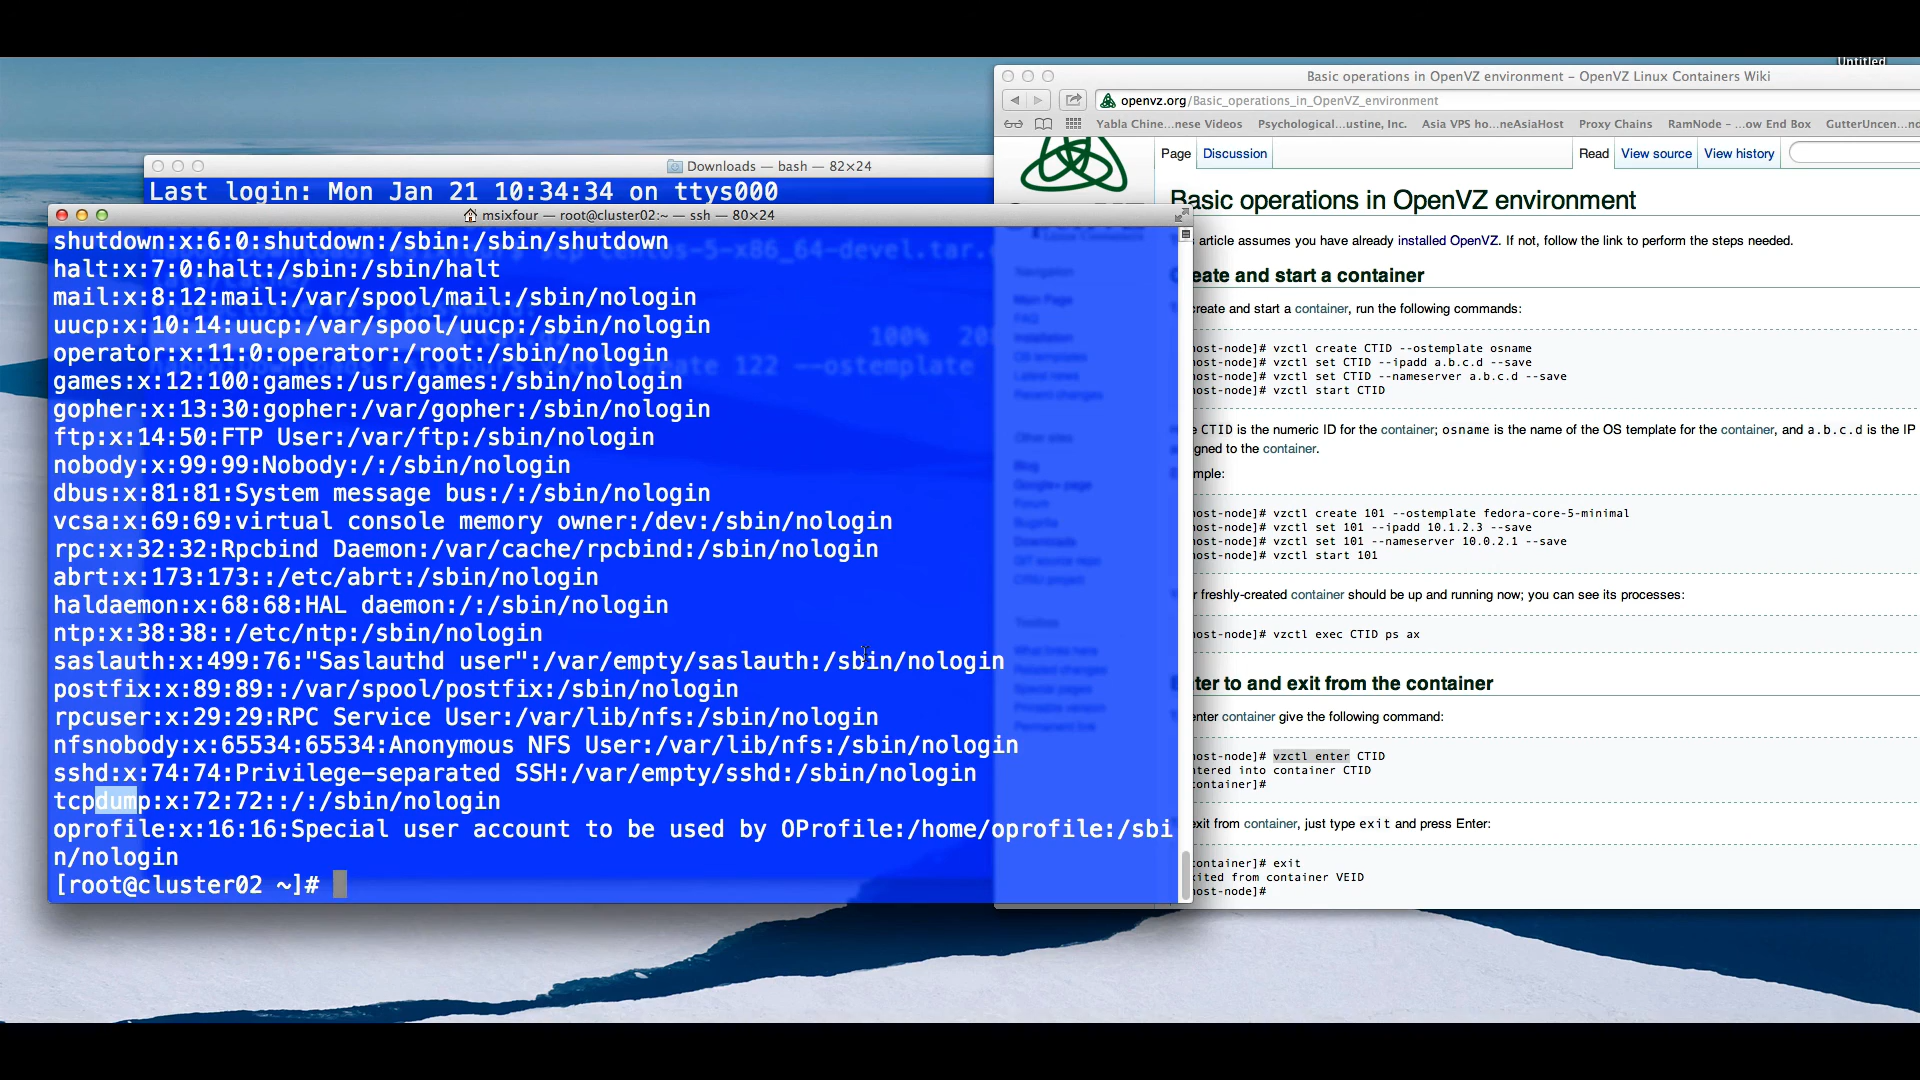 Untitled
Basic operations in OpenVZ environment – OpenVZ Linux Containers Wiki
openvz.org/Basic_operations_in_OpenVZ_environment
Yabla Chine...nese Videos Psychological...ustine, Inc. Asia VPS ho...neAsiaHost Proxy Chains RamNode – ...ow End Box
Page Discussion Read View source View history
Downloads — bash — 82×24
Last login: Mon Jan 21 10:34:34 on ttys000
msixfour — root@cluster02:~ — ssh — 80×24
shutdown:x:6:0:shutdown:/sbin:/sbin/shutdown
halt:x:7:0:halt:/sbin:/sbin/halt
mail:x:8:12:mail:/var/spool/mail:/sbin/nologin
uucp:x:10:14:uucp:/var/spool/uucp:/sbin/nologin
operator:x:11:0:operator:/root:/sbin/nologin
games:x:12:100:games:/usr/games:/sbin/nologin
gopher:x:13:30:gopher:/var/gopher:/sbin/nologin
ftp:x:14:50:FTP User:/var/ftp:/sbin/nologin
nobody:x:99:99:Nobody:/:/sbin/nologin
dbus:x:81:81:System message bus:/:/sbin/nologin
vcsa:x:69:69:virtual console memory owner:/dev:/sbin/nologin
rpc:x:32:32:Rpcbind Daemon:/var/cache/rpcbind:/sbin/nologin
abrt:x:173:173::/etc/abrt:/sbin/nologin
haldaemon:x:68:68:HAL daemon:/:/sbin/nologin
ntp:x:38:38::/etc/ntp:/sbin/nologin
saslauth:x:499:76:"Saslauthd user":/var/empty/saslauth:/sbin/nologin
postfix:x:89:89::/var/spool/postfix:/sbin/nologin
rpcuser:x:29:29:RPC Service User:/var/lib/nfs:/sbin/nologin
nfsnobody:x:65534:65534:Anonymous NFS User:/var/lib/nfs:/sbin/nologin
sshd:x:74:74:Privilege-separated SSH:/var/empty/sshd:/sbin/nologin
tcpdump:x:72:72::/:/sbin/nologin
oprofile:x:16:16:Special user account to be used by OProfile:/home/oprofile:/sbi
n/nologin
[root@cluster02 ~]#
Basic operations in OpenVZ environment
article assumes you have already installed OpenVZ. If not, follow the link to perform the steps needed.
eate and start a container
create and start a container, run the following commands:
ost-node]# vzctl create CTID --ostemplate osname
ost-node]# vzctl set CTID --ipadd a.b.c.d --save
ost-node]# vzctl set CTID --nameserver a.b.c.d --save
ost-node]# vzctl start CTID
CTID is the numeric ID for the container; osname is the name of the OS template for the container, and a.b.c.d is the IP
gned to the container.
mple:
ost-node]# vzctl create 101 --ostemplate fedora-core-5-minimal
ost-node]# vzctl set 101 --ipadd 10.1.2.3 --save
ost-node]# vzctl set 101 --nameserver 10.0.2.1 --save
ost-node]# vzctl start 101
r freshly-created container should be up and running now; you can see its processes:
ost-node]# vzctl exec CTID ps ax
ter to and exit from the container
enter container give the following command:
ost-node]# vzctl enter CTID
ntered into container CTID
ontainer]#
exit from container, just type exit and press Enter:
ontainer]# exit
xited from container VEID
ost-node]#